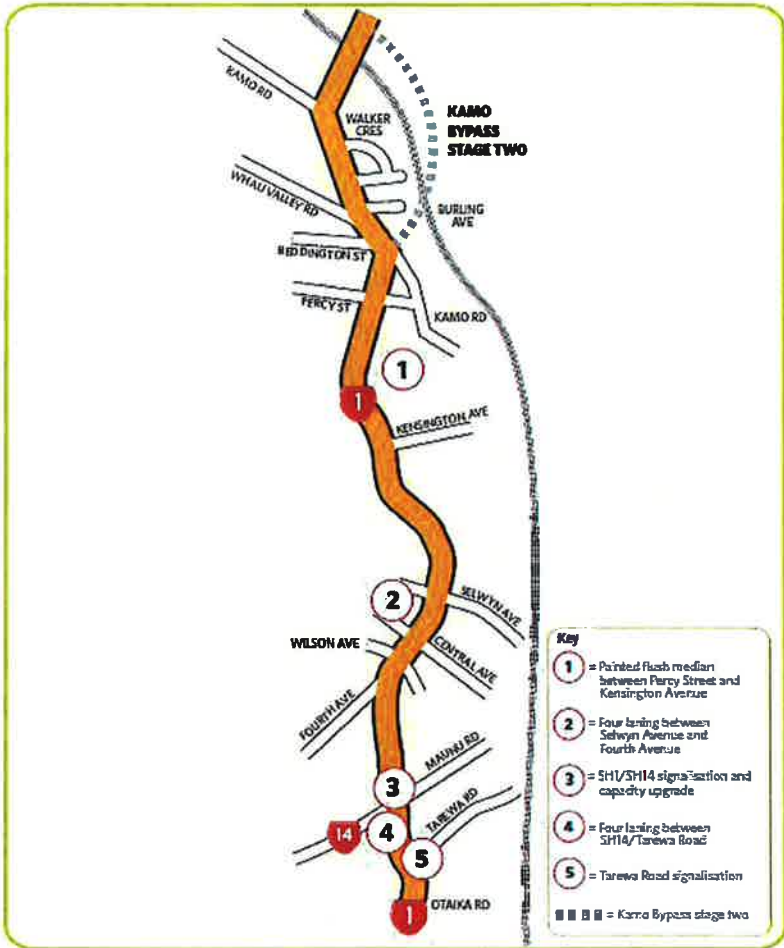 KAMO RD
WALKER
CRES
KAMO
BYPASS
STAGE TWO
WHAU VALLEY RD
BURLING
AVE
REDDINGTON ST
PERCY ST
KAMO RD
1
1
KENSINGTON AVE
2
SELWYN AVE
WILSON AVE
CENTRAL AVE
FOURTH AVE
MAUNU RD
3
TAREWA RD
14
4
5
1
OTAIKA RD
Key
1 = Painted flush median
between Percy Street and
Kensington Avenue
2 = Four laning between
Selwyn Avenue and
Fourth Avenue
3 = SH1/SH14 signalisation and
capacity upgrade
4 = Four laning between
SH14/Tarewa Road
5 = Tarewa Road signalisation
= Kamo Bypass stage two